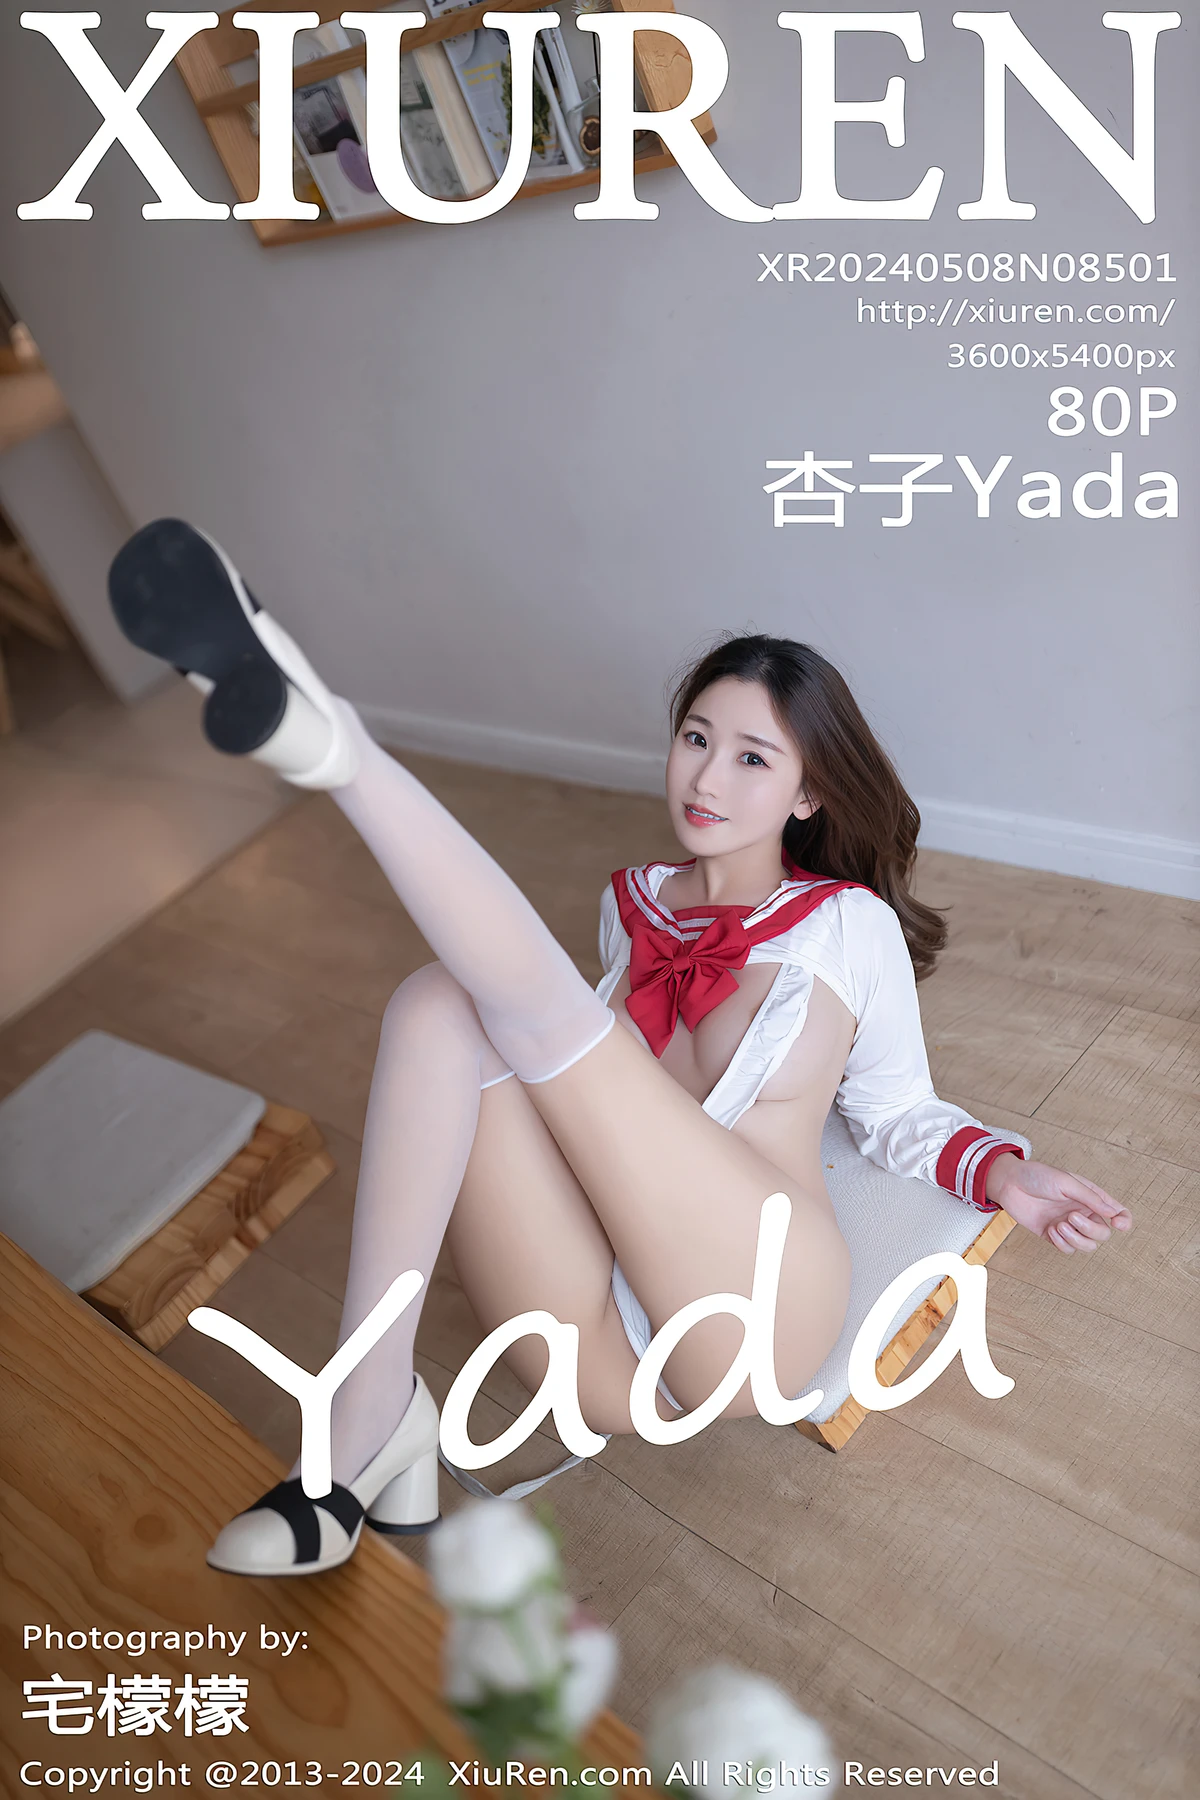 XIUREN
XR20240508N08501
http://xiuren.com/
3600x5400px
80P
杏子Yada
Yada
Photography by:
宅檬檬
Copyright @2013-2024 XiuRen.com All Rights Reserved